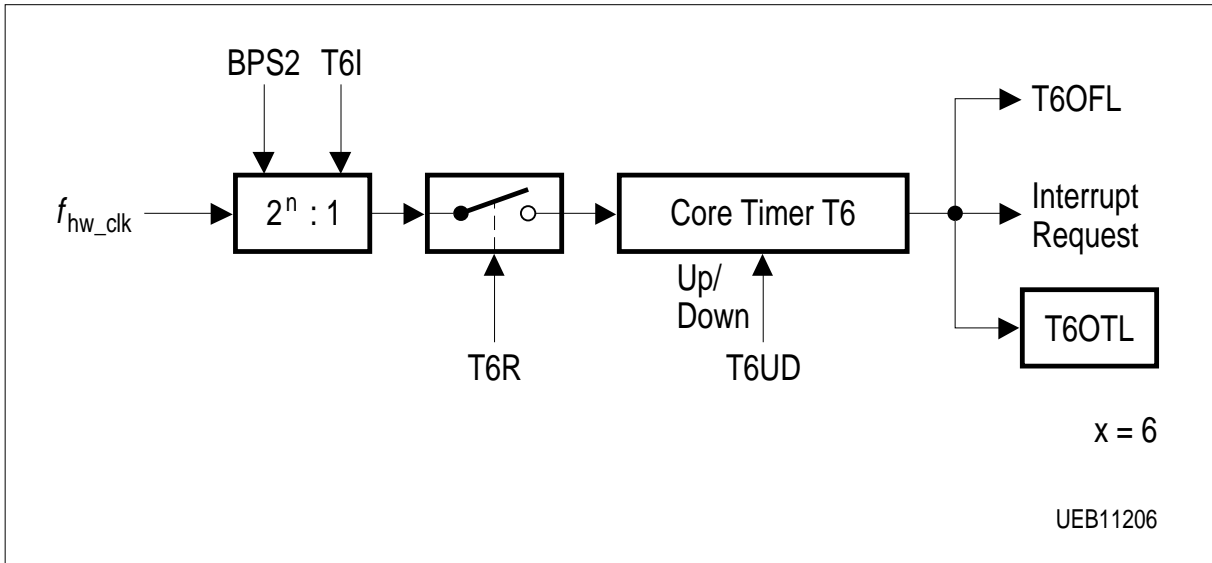 BPS2 T6I
T6OFL
f hw_clk
2n : 1
Core Timer T6
Interrupt
Request
Up/
Down
T6OTL
T6R
T6UD
x = 6
UEB11206